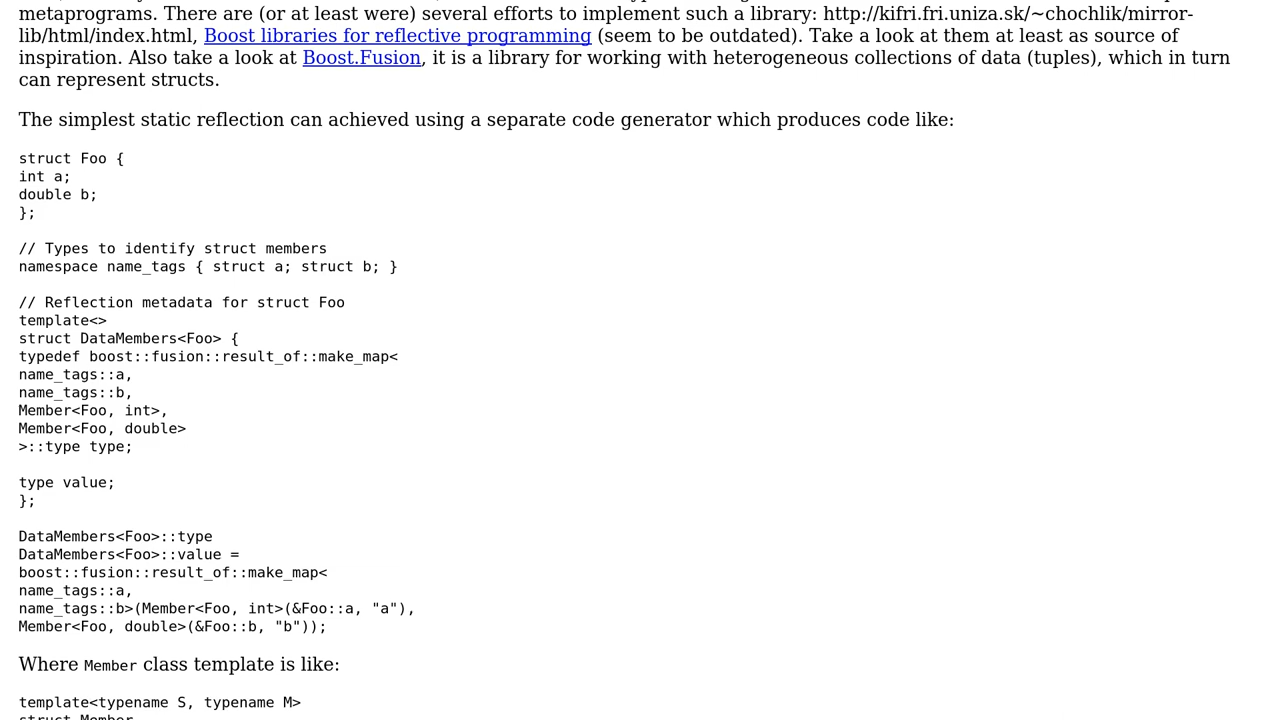 metaprograms. There are (or at least were) several efforts to implement such a library: http://kifri.fri.uniza.sk/~chochlik/mirror-
lib/html/index.html, Boost libraries for reflective programming (seem to be outdated). Take a look at them at least as source of
inspiration. Also take a look at Boost.Fusion, it is a library for working with heterogeneous collections of data (tuples), which in turn
can represent structs.
The simplest static reflection can achieved using a separate code generator which produces code like:
struct Foo {
int a;
double b;
};
// Types to identify struct members
namespace name_tags { struct a; struct b; }
// Reflection metadata for struct Foo
template<>
struct DataMembers<Foo> {
typedef boost::fusion::result_of::make_map<
name_tags::a,
name_tags::b,
Member<Foo, int>,
Member<Foo, double>
>::type type;
type value;
};
DataMembers<Foo>::type
DataMembers<Foo>::value =
boost::fusion::result_of::make_map<
name_tags::a,
name_tags::b>(Member<Foo, int>(&Foo::a, "a"),
Member<Foo, double>(&Foo::b, "b"));
Where Member class template is like:
template<typename S, typename M>
struct Member